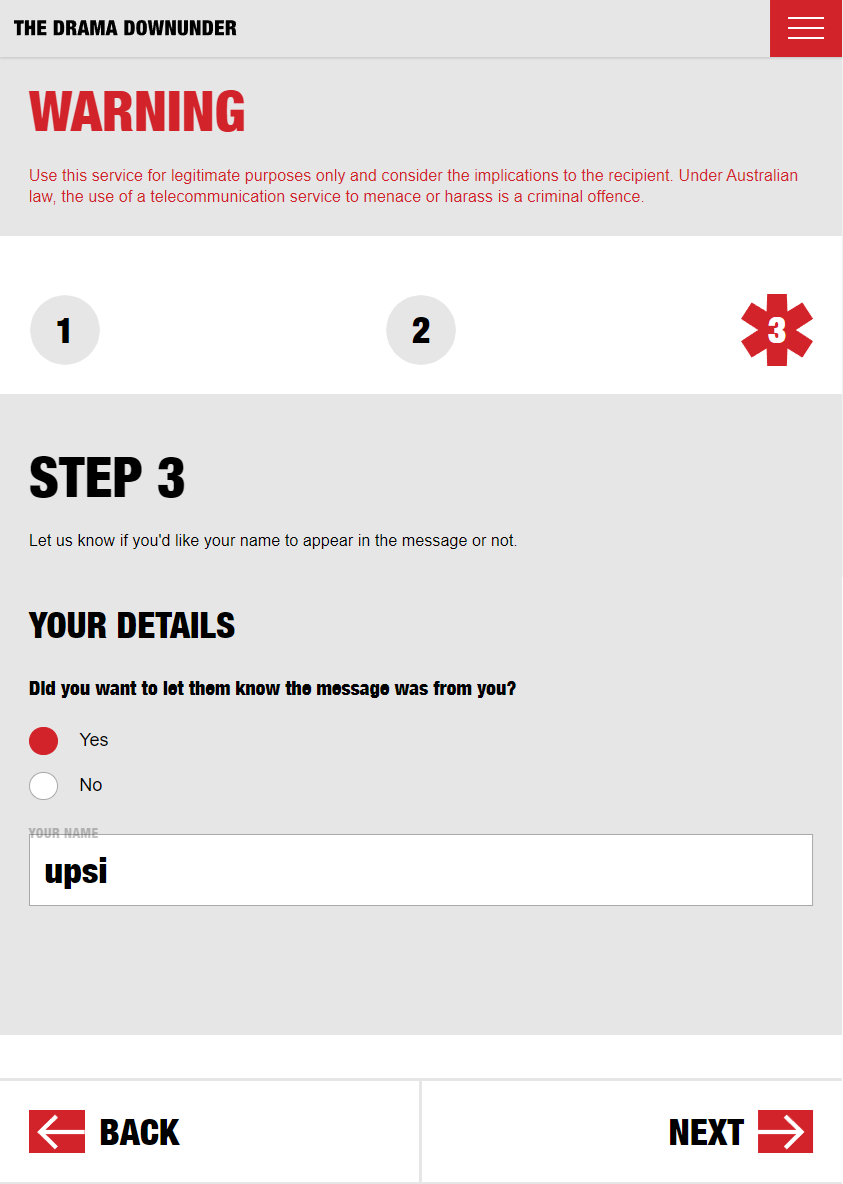 THE DRAMA DOWNUNDER
WARNING
Use this service for legitimate purposes only and consider the implications to the recipient. Under Australian
law, the use of a telecommunication service to menace or harass is a criminal offence.
1
2
3
STEP 3
Let us know if you'd like your name to appear in the message or not.
YOUR DETAILS
Did you want to let them know the message was from you?
Yes
No
YOUR NAME
upsi
BACK
NEXT